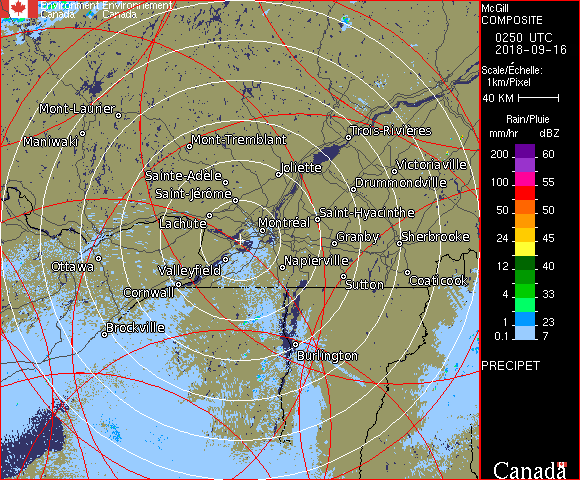 Environment Environnement
Canada Canada
McGill
COMPOSITE
0250 UTC
2018-09-16
Scale/Échelle:
1km/Pixel
40 KM
Rain/Pluie
mm/hr dBZ
200 60
100 55
50 50
24 45
12 40
4 33
1 23
0.1 7
PRECIPET
Canada
Mont-Laurier
Maniwaki
Mont-Tremblant
Trois-Rivières
Sainte-Adèle
Joliette
Victoriaville
Saint-Jérôme
Drummondville
Lachute
Montréal
Saint-Hyacinthe
Granby
Sherbrooke
Ottawa
Valleyfield
Napierville
Cornwall
Sutton
Coaticook
Brockville
Burlington